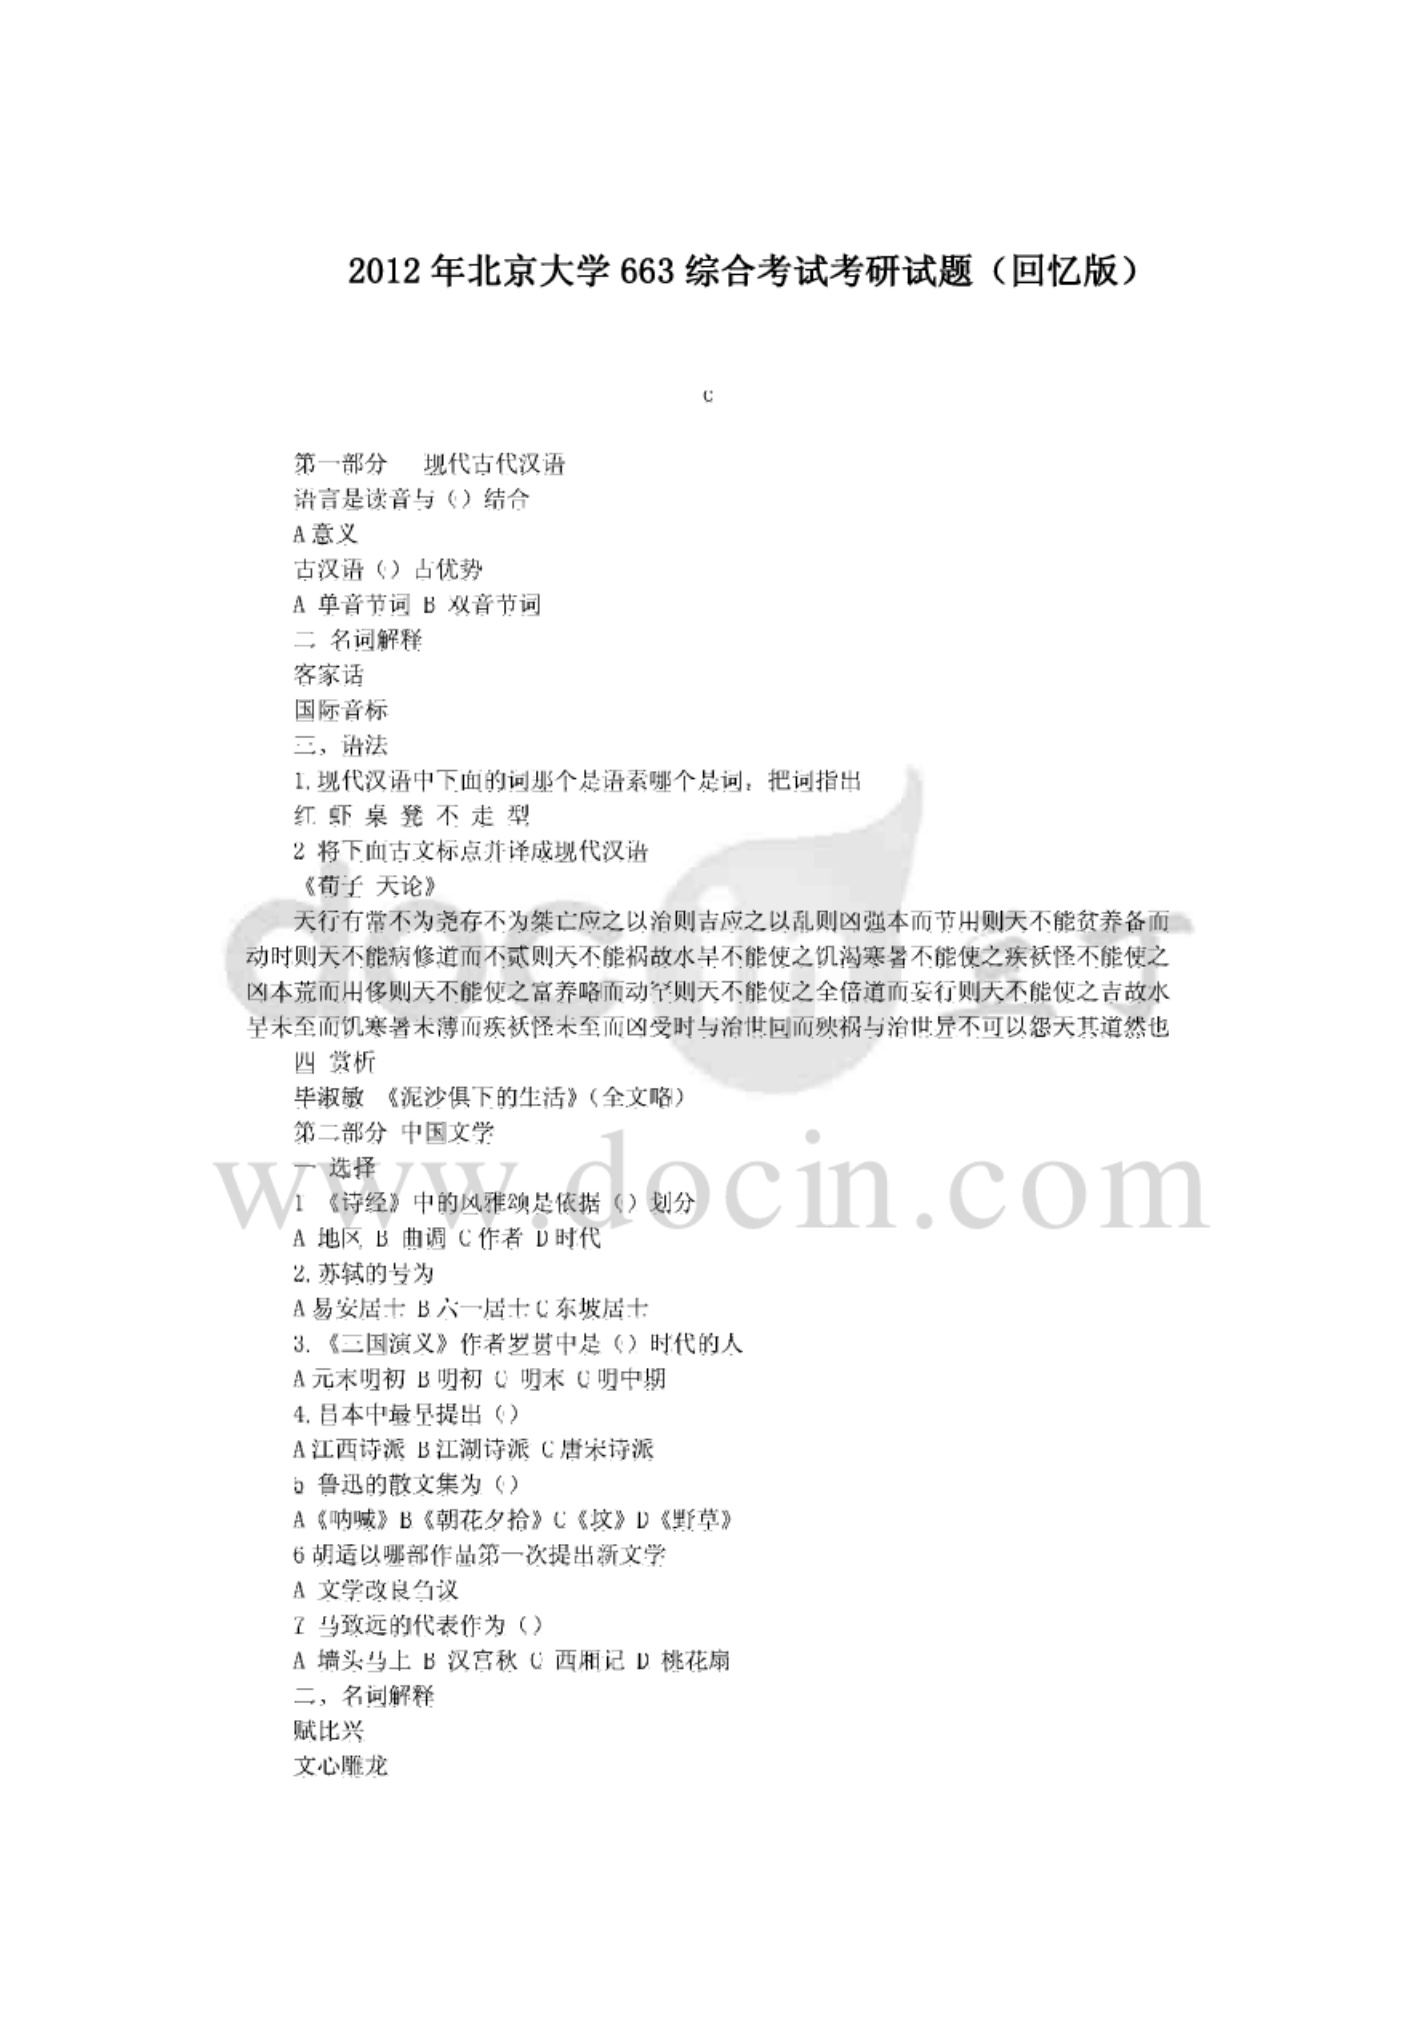 2012年北京大学663综合考试考研试题（回忆版）
c
第一部分 现代古代汉语
语言是读音与（）结合
A意义
古汉语（）占优势
A 单音节词 B 双音节词
二 名词解释
客家话
国际音标
三，语法
1.现代汉语中下面的词那个是语素哪个是词，把词指出
红 虾 桌 凳 不 走 型
2 将下面古文标点并译成现代汉语
《荀子 天论》
天行有常不为尧存不为桀亡应之以治则吉应之以乱则凶强本而节用则天不能贫养备而
动时则天不能病修道而不贰则天不能祸故水旱不能使之饥渴寒暑不能使之疾袄怪不能使之
凶本荒而用侈则天不能使之富养略而动罕则天不能使之全倍道而妄行则天不能使之吉故水
旱未至而饥寒暑未薄而疾袄怪未至而凶受时与治世同而殃祸与治世异不可以怨天其道然也
四 赏析
毕淑敏 《泥沙俱下的生活》（全文略）
第二部分 中国文学
一 选择
1 《诗经》中的风雅颂是依据（）划分
A 地区 B 曲调 C作者 D时代
2.苏轼的号为
A易安居士 B六一居士C东坡居士
3.《三国演义》作者罗贯中是（）时代的人
A元末明初 B明初 C 明末 C明中期
4.吕本中最早提出（）
A江西诗派 B江湖诗派 C唐宋诗派
5 鲁迅的散文集为（）
A《呐喊》B《朝花夕拾》C《坟》D《野草》
6胡适以哪部作品第一次提出新文学
A 文学改良刍议
7 马致远的代表作为（）
A 墙头马上 B 汉宫秋 C 西厢记 D 桃花扇
二，名词解释
赋比兴
文心雕龙
docin 豆丁
www.docin.com